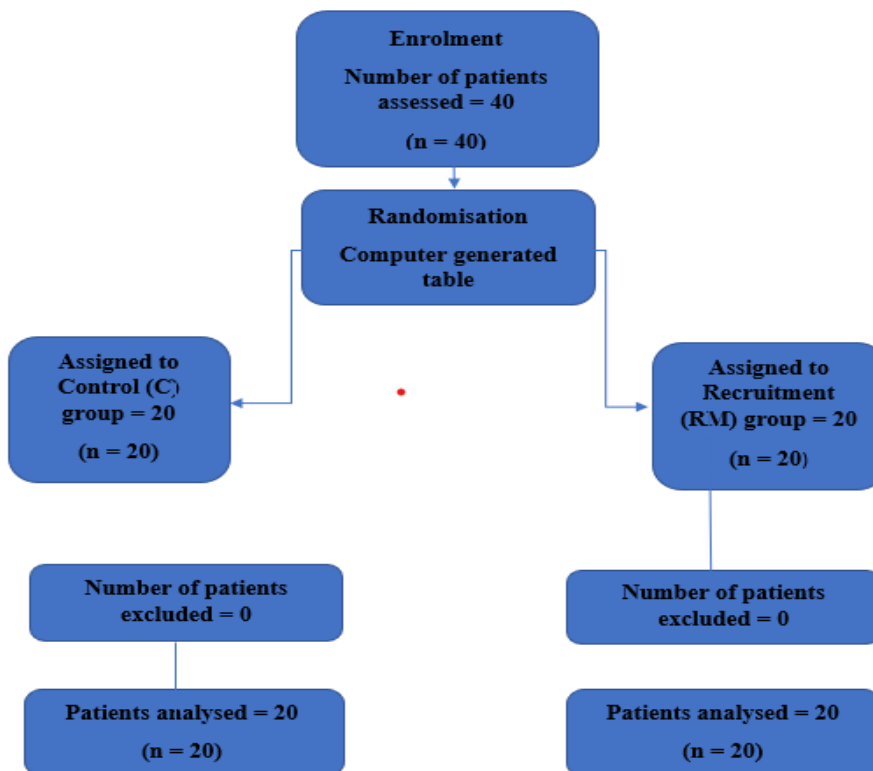 Enrolment
Number of patients
assessed = 40
(n = 40)
Randomisation
Computer generated
table
Assigned to
Control (C)
group = 20
(n = 20)
Assigned to
Recruitment
(RM) group = 20
(n = 20)
Number of patients
excluded = 0
Number of patients
excluded = 0
Patients analysed = 20
(n = 20)
Patients analysed = 20
(n = 20)